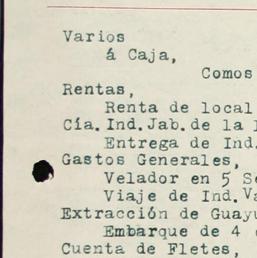 Varios
á Caja,
Comos
Rentas,
Renta de local
Cía. Ind. Jab. de la
Entrega de Ind.
Gastos Generales,
Velador en 5
Viaje de Ind.
Extracción de
Embarque de 4
Cuenta de Fletes,